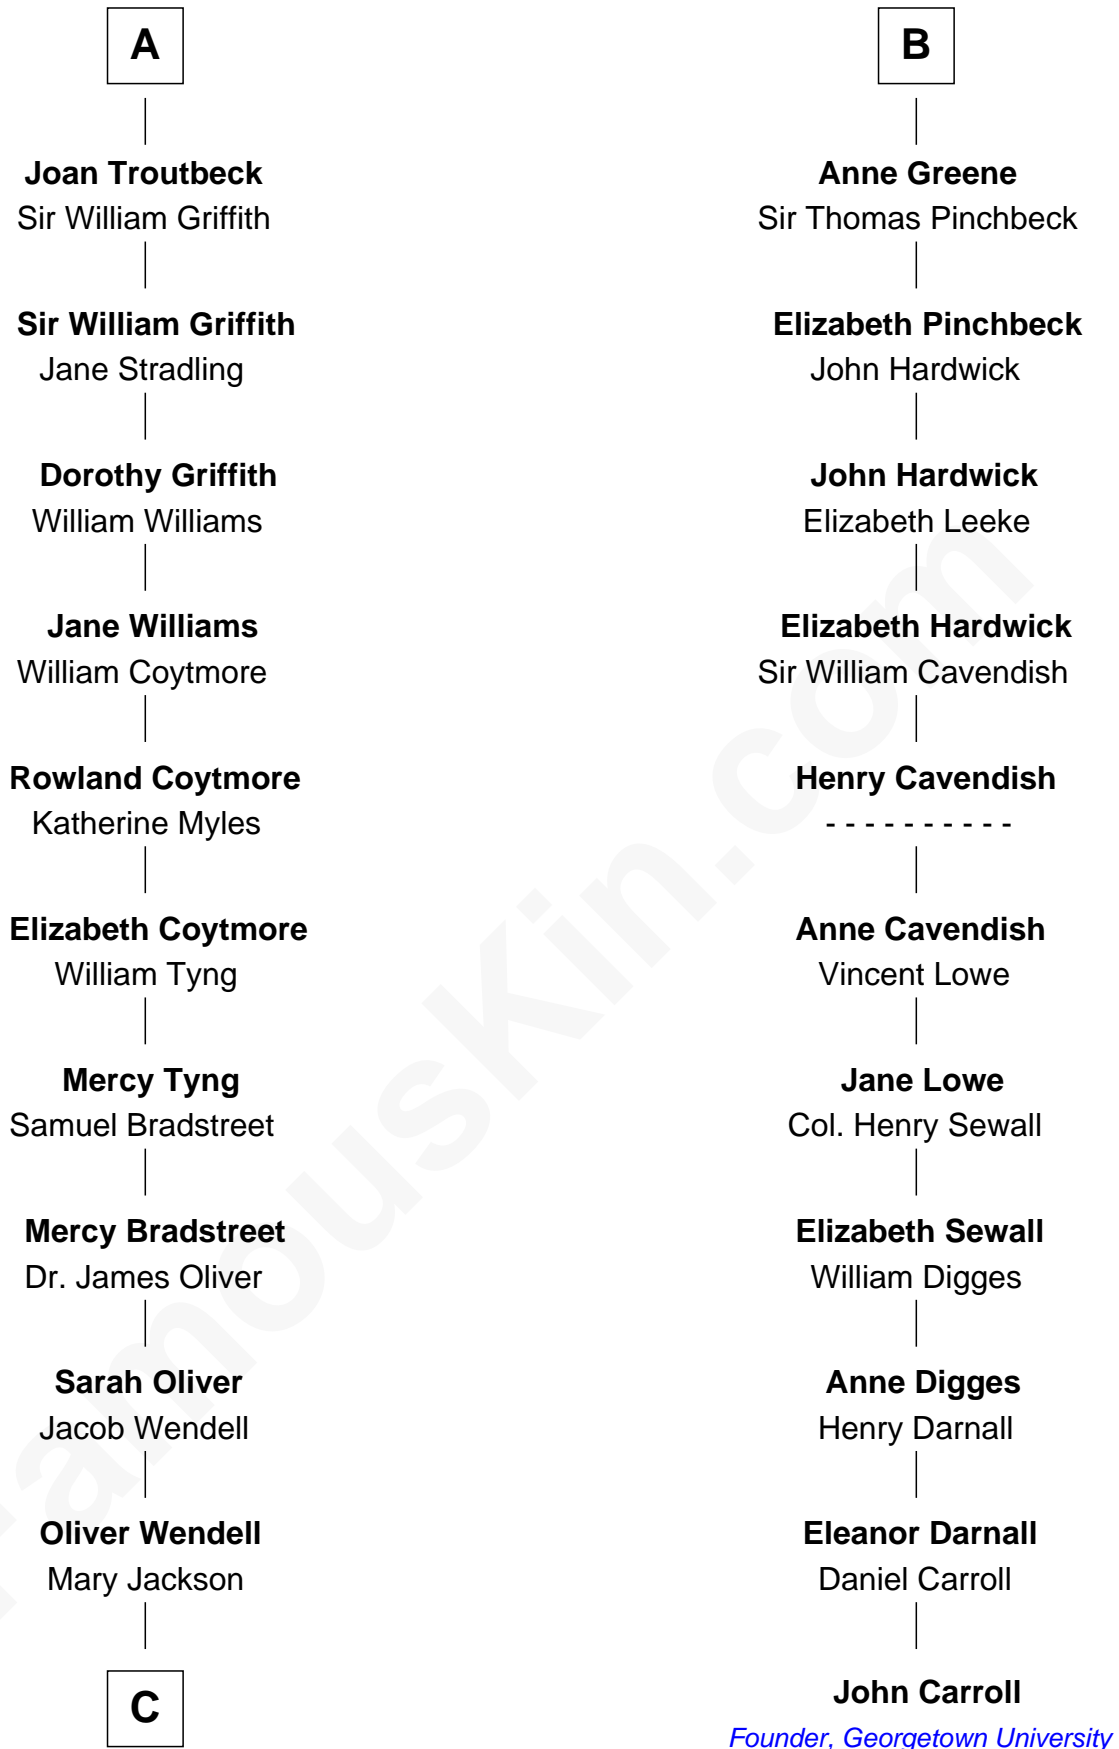 A
Joan Troutbeck
Sir William Griffith
Sir William Griffith
Jane Stradling
Dorothy Griffith
William Williams
Jane Williams
William Coytmore
Rowland Coytmore
Katherine Myles
Elizabeth Coytmore
William Tyng
Mercy Tyng
Samuel Bradstreet
Mercy Bradstreet
Dr. James Oliver
Sarah Oliver
Jacob Wendell
Oliver Wendell
Mary Jackson
C
B
Anne Greene
Sir Thomas Pinchbeck
Elizabeth Pinchbeck
John Hardwick
John Hardwick
Elizabeth Leeke
Elizabeth Hardwick
Sir William Cavendish
Henry Cavendish
- - - - - - - - - -
Anne Cavendish
Vincent Lowe
Jane Lowe
Col. Henry Sewall
Elizabeth Sewall
William Digges
Anne Digges
Henry Darnall
Eleanor Darnall
Daniel Carroll
John Carroll
Founder, Georgetown University
FamousKin.com